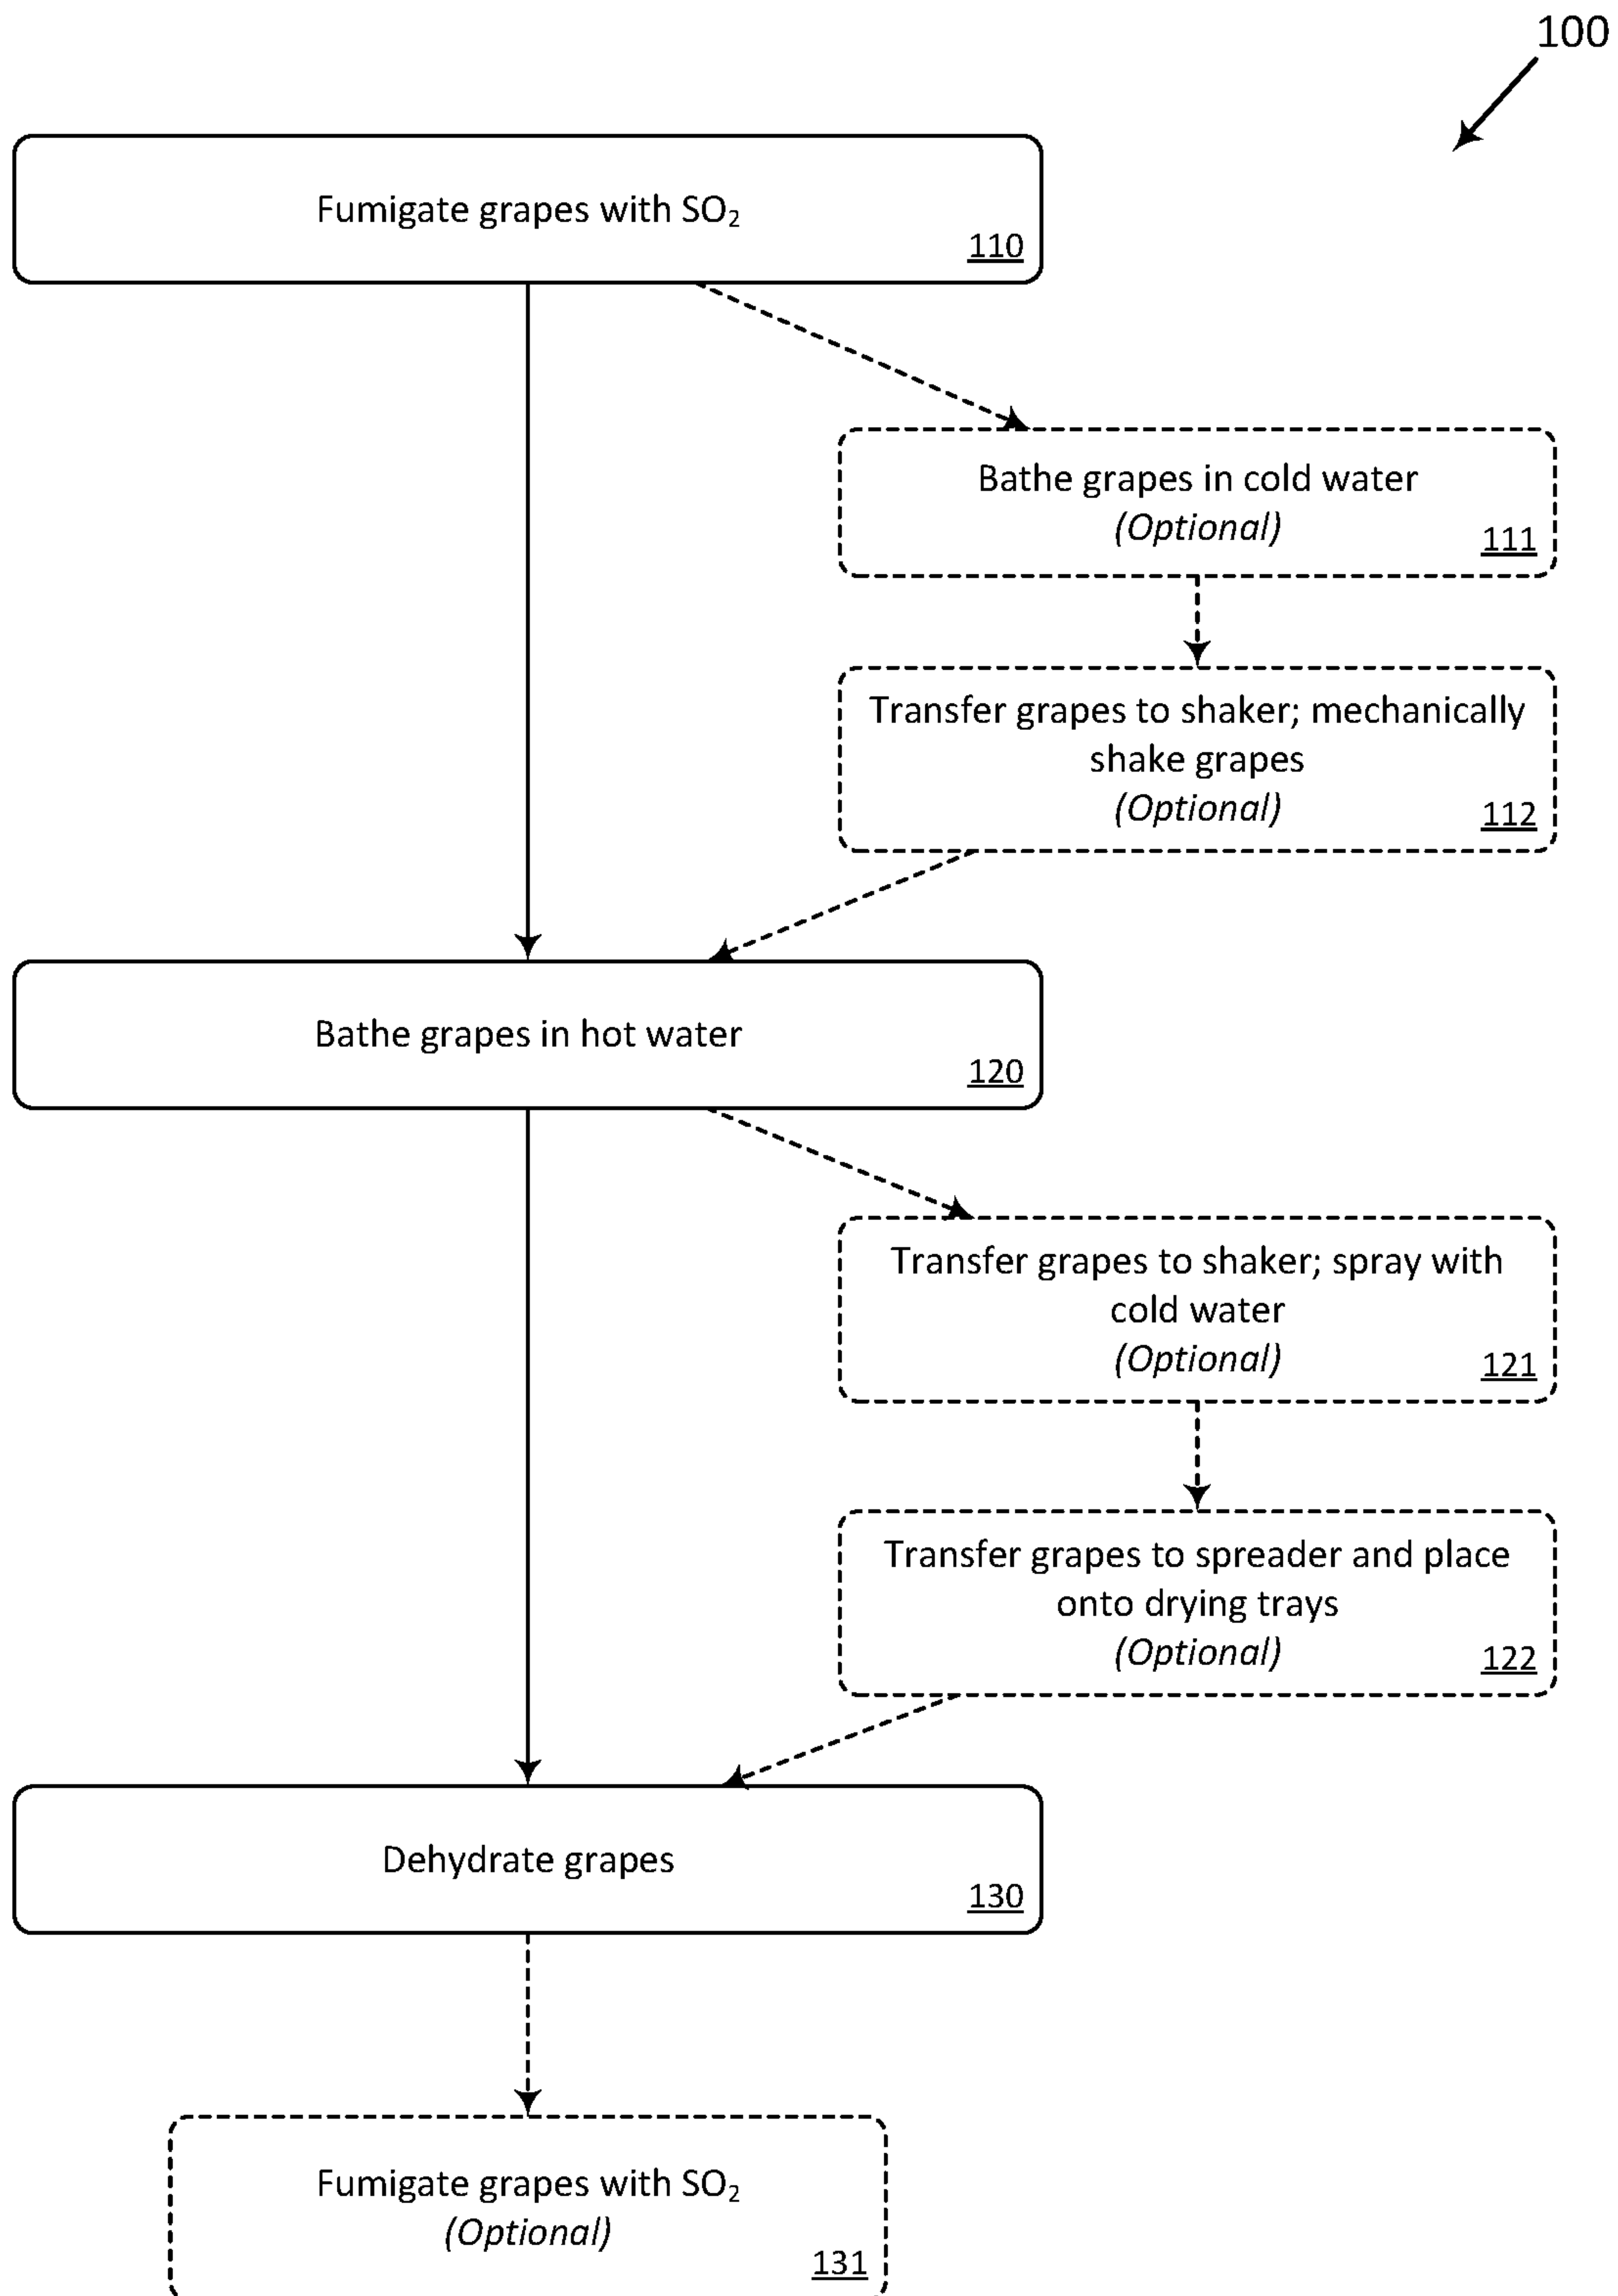 100
Fumigate grapes with SO₂
110
Bathe grapes in cold water
(Optional)
111
Transfer grapes to shaker; mechanically
shake grapes
(Optional)
112
Bathe grapes in hot water
120
Transfer grapes to shaker; spray with
cold water
(Optional)
121
Transfer grapes to spreader and place
onto drying trays
(Optional)
122
Dehydrate grapes
130
Fumigate grapes with SO₂
(Optional)
131